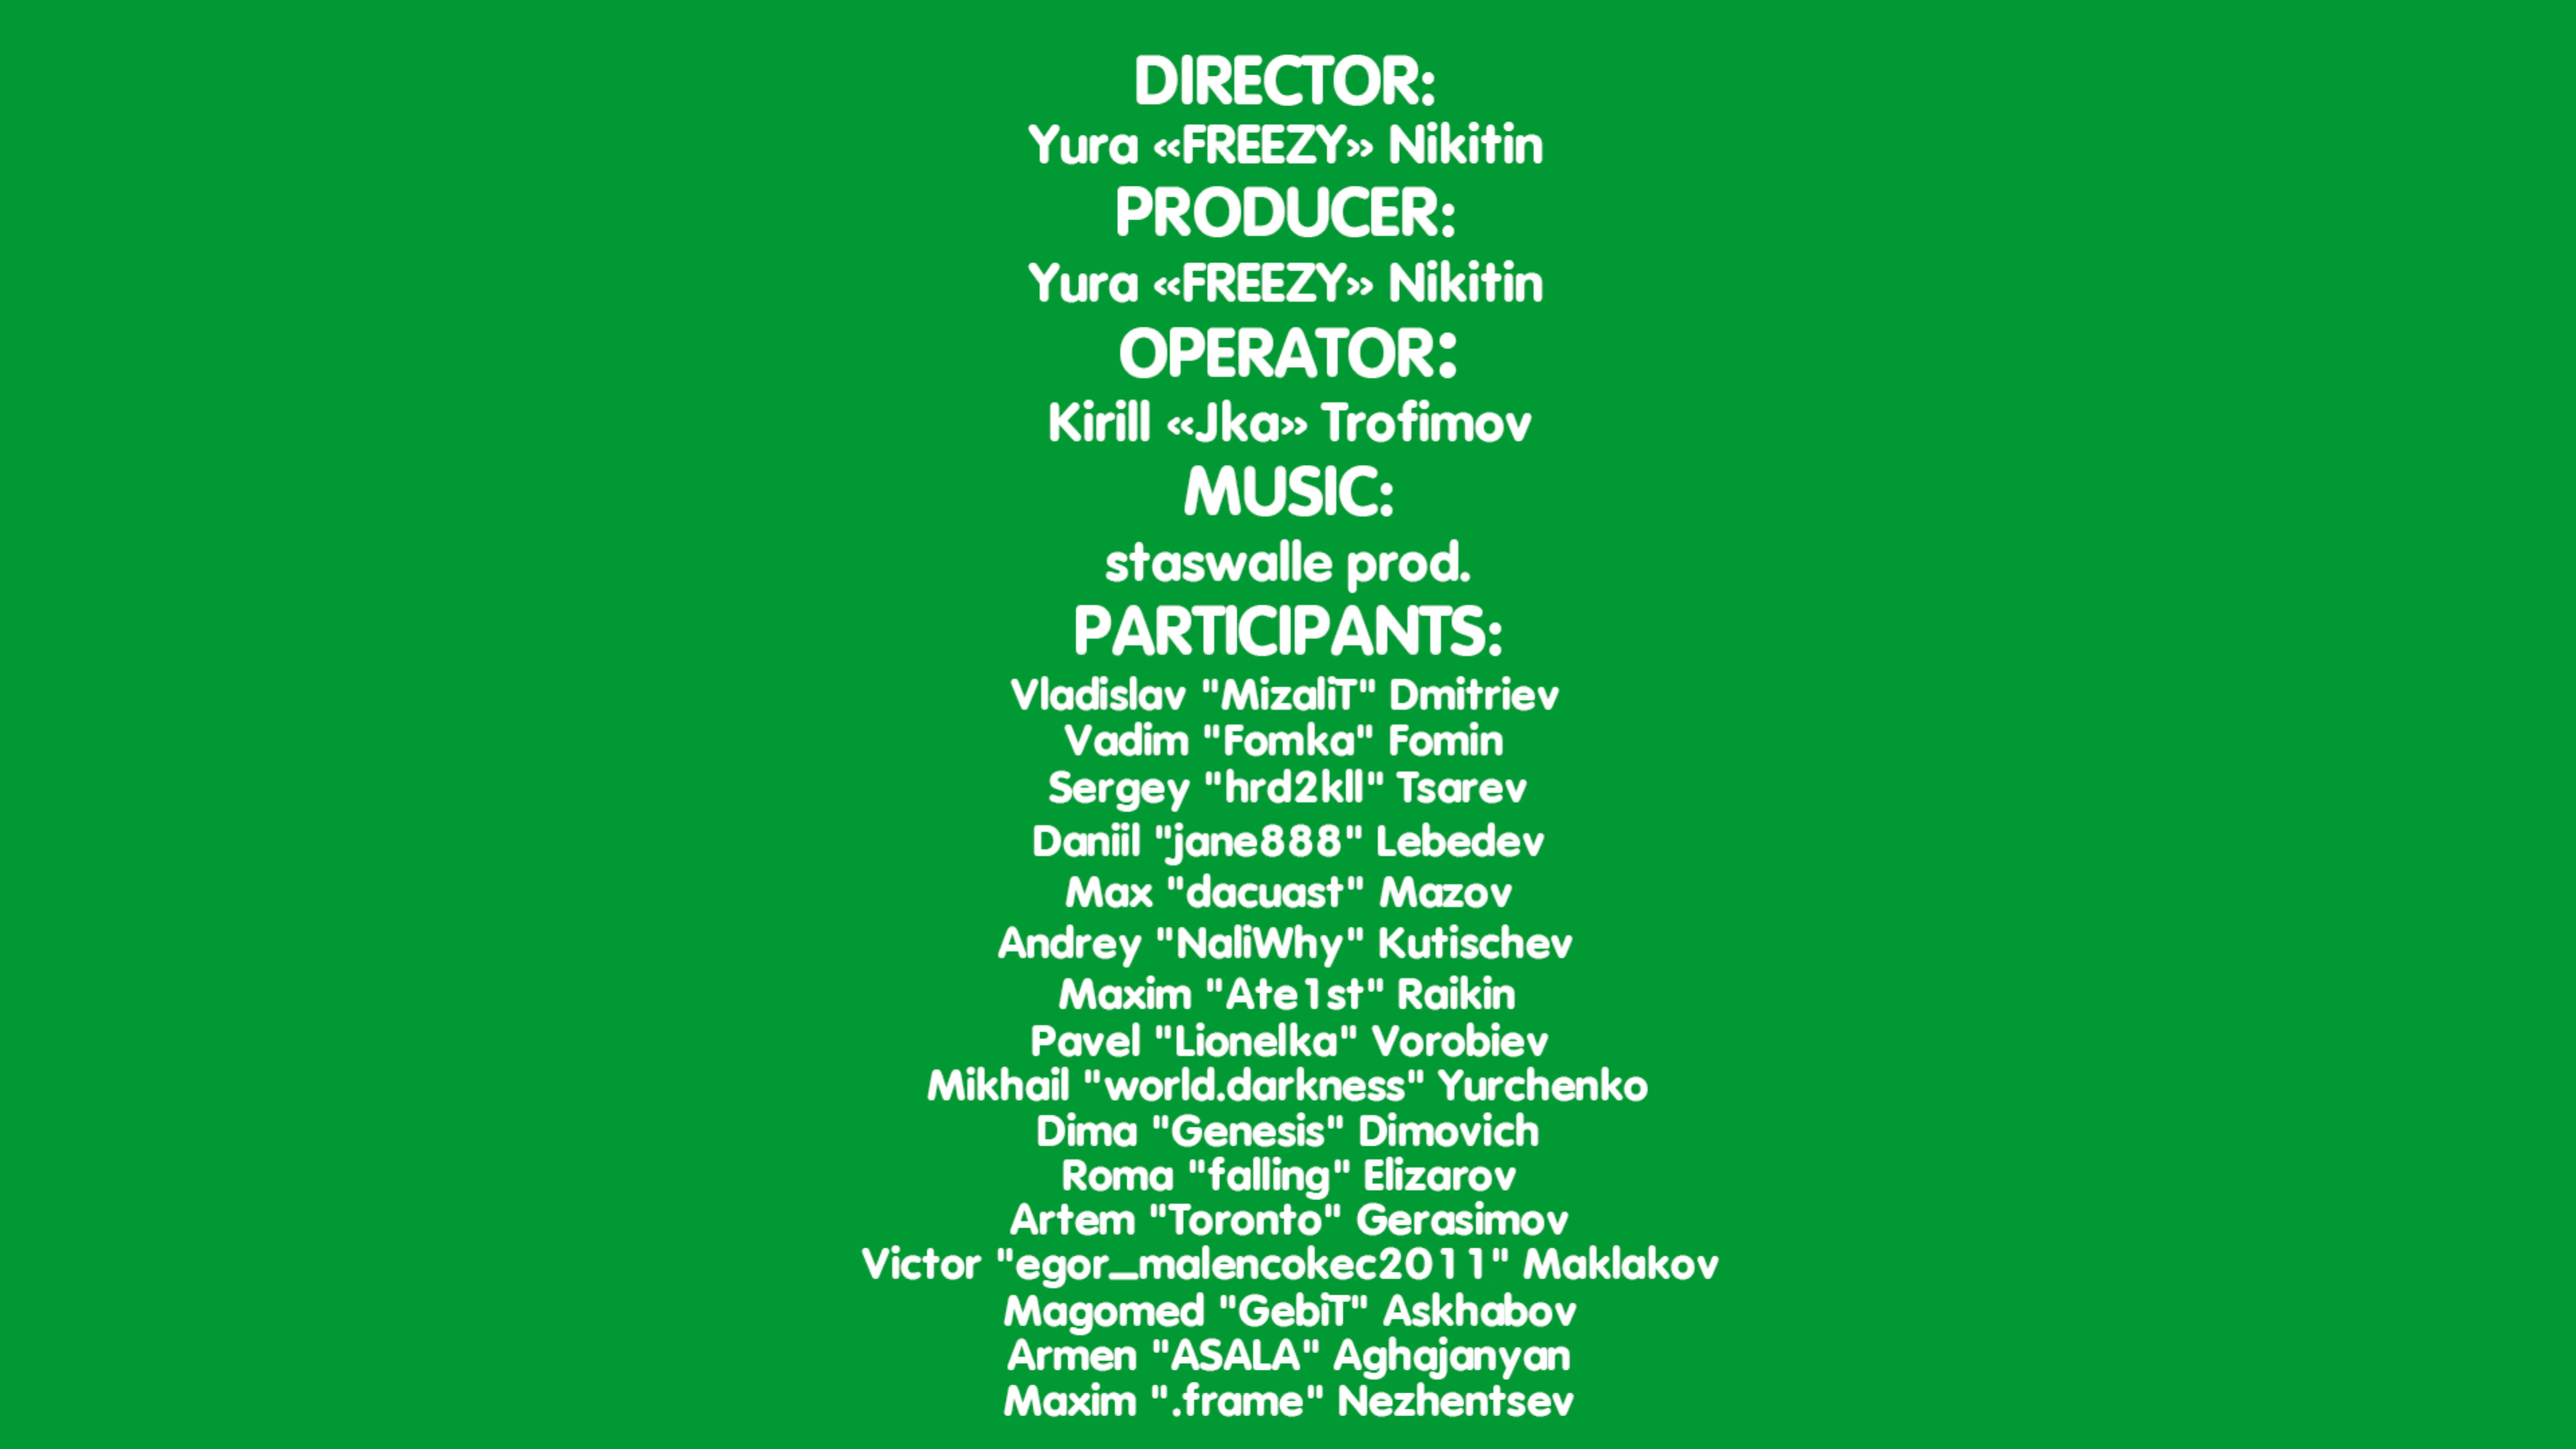 DIRECTOR:
Yura «FREEZY» Nikitin
PRODUCER:
Yura «FREEZY» Nikitin
OPERATOR:
Kirill «Jka» Trofimov
MUSIC:
staswalle prod.
PARTICIPANTS:
Vladislav "MizaliT" Dmitriev
Vadim "Fomka" Fomin
Sergey "hrd2kll" Tsarev
Daniil "jane888" Lebedev
Max "dacuast" Mazov
Andrey "NaliWhy" Kutischev
Maxim "Ate1st" Raikin
Pavel "Lionelka" Vorobiev
Mikhail "world.darkness" Yurchenko
Dima "Genesis" Dimovich
Roma "falling" Elizarov
Artem "Toronto" Gerasimov
Victor "egor_malencokec2011" Maklakov
Magomed "GebiT" Askhabov
Armen "ASALA" Aghajanyan
Maxim ".frame" Nezhentsev